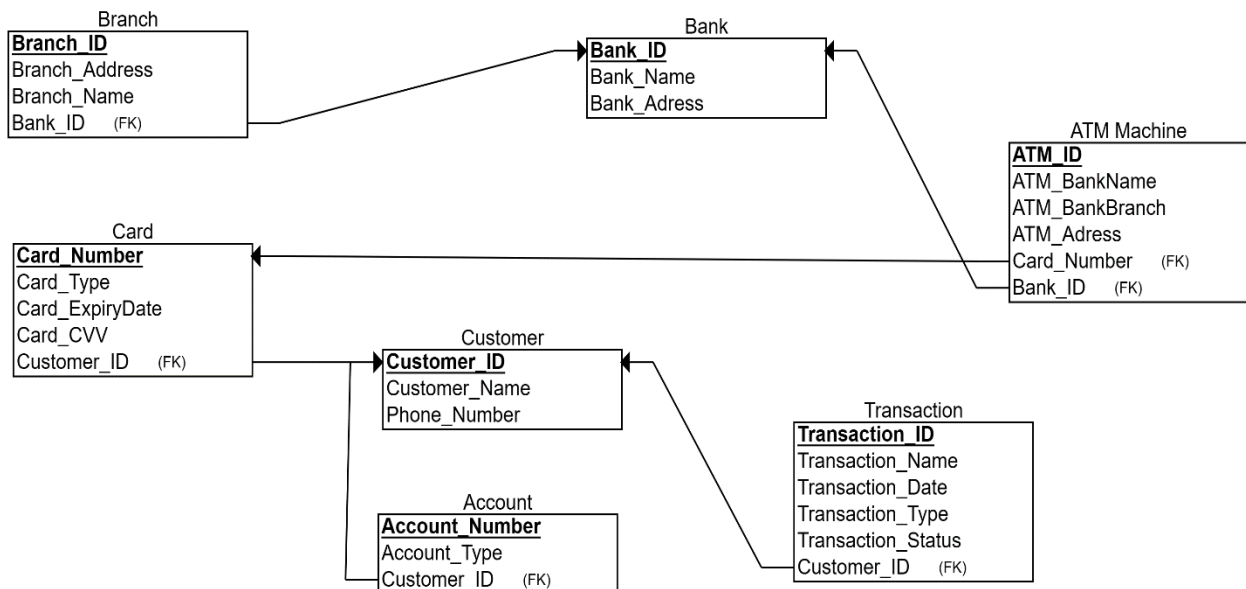 Branch
Branch_ID
Branch_Address
Branch_Name
Bank_ID (FK)
Bank
Bank_ID
Bank_Name
Bank_Adress
ATM Machine
ATM_ID
ATM_BankName
ATM_BankBranch
ATM_Adress
Card_Number (FK)
Bank_ID (FK)
Card
Card_Number
Card_Type
Card_ExpiryDate
Card_CVV
Customer_ID (FK)
Customer
Customer_ID
Customer_Name
Phone_Number
Transaction
Transaction_ID
Transaction_Name
Transaction_Date
Transaction_Type
Transaction_Status
Customer_ID (FK)
Account
Account_Number
Account_Type
Customer_ID (FK)